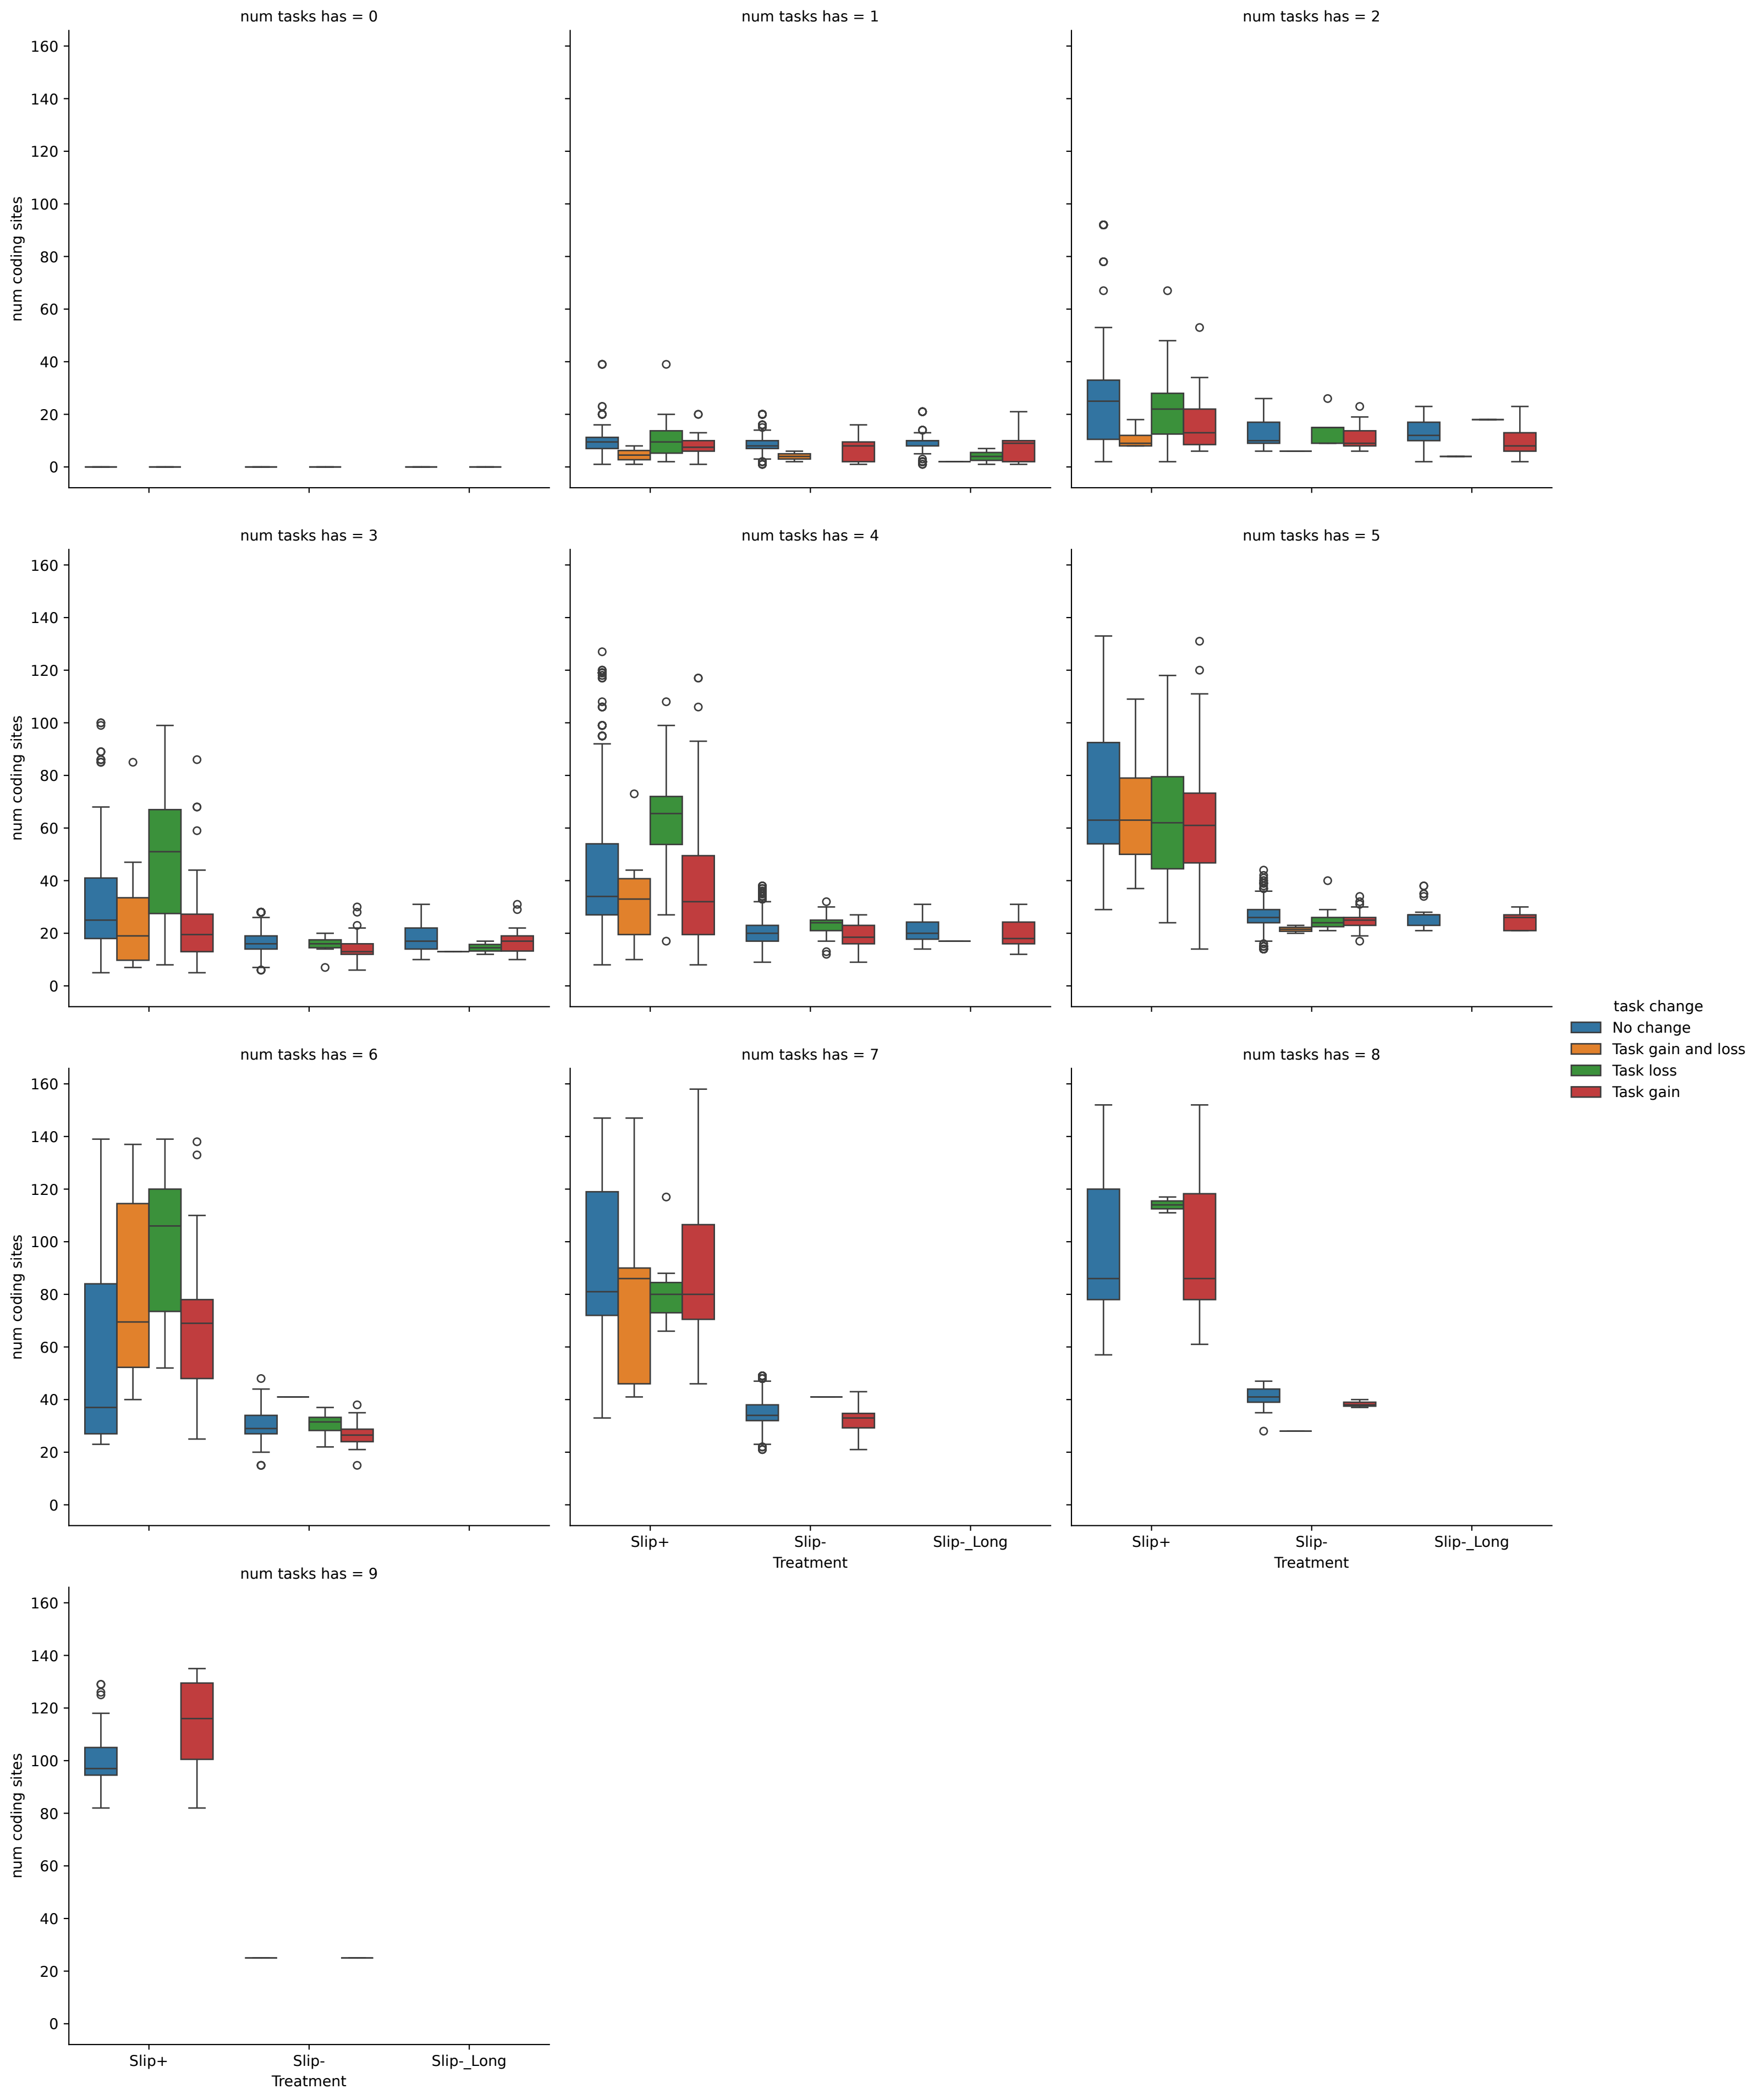 num tasks has = 0
num tasks has = 1
num tasks has = 2
160
140
120
100
80
60
40
20
0
num coding sites
num tasks has = 3
num tasks has = 4
num tasks has = 5
160
140
120
100
80
60
40
20
0
num coding sites
task change
No change
Task gain and loss
Task loss
Task gain
num tasks has = 6
num tasks has = 7
num tasks has = 8
160
140
120
100
80
60
40
20
0
num coding sites
Slip+ Slip- Slip-_Long
Treatment
Slip+ Slip- Slip-_Long
Treatment
num tasks has = 9
160
140
120
100
80
60
40
20
0
num coding sites
Slip+ Slip- Slip-_Long
Treatment